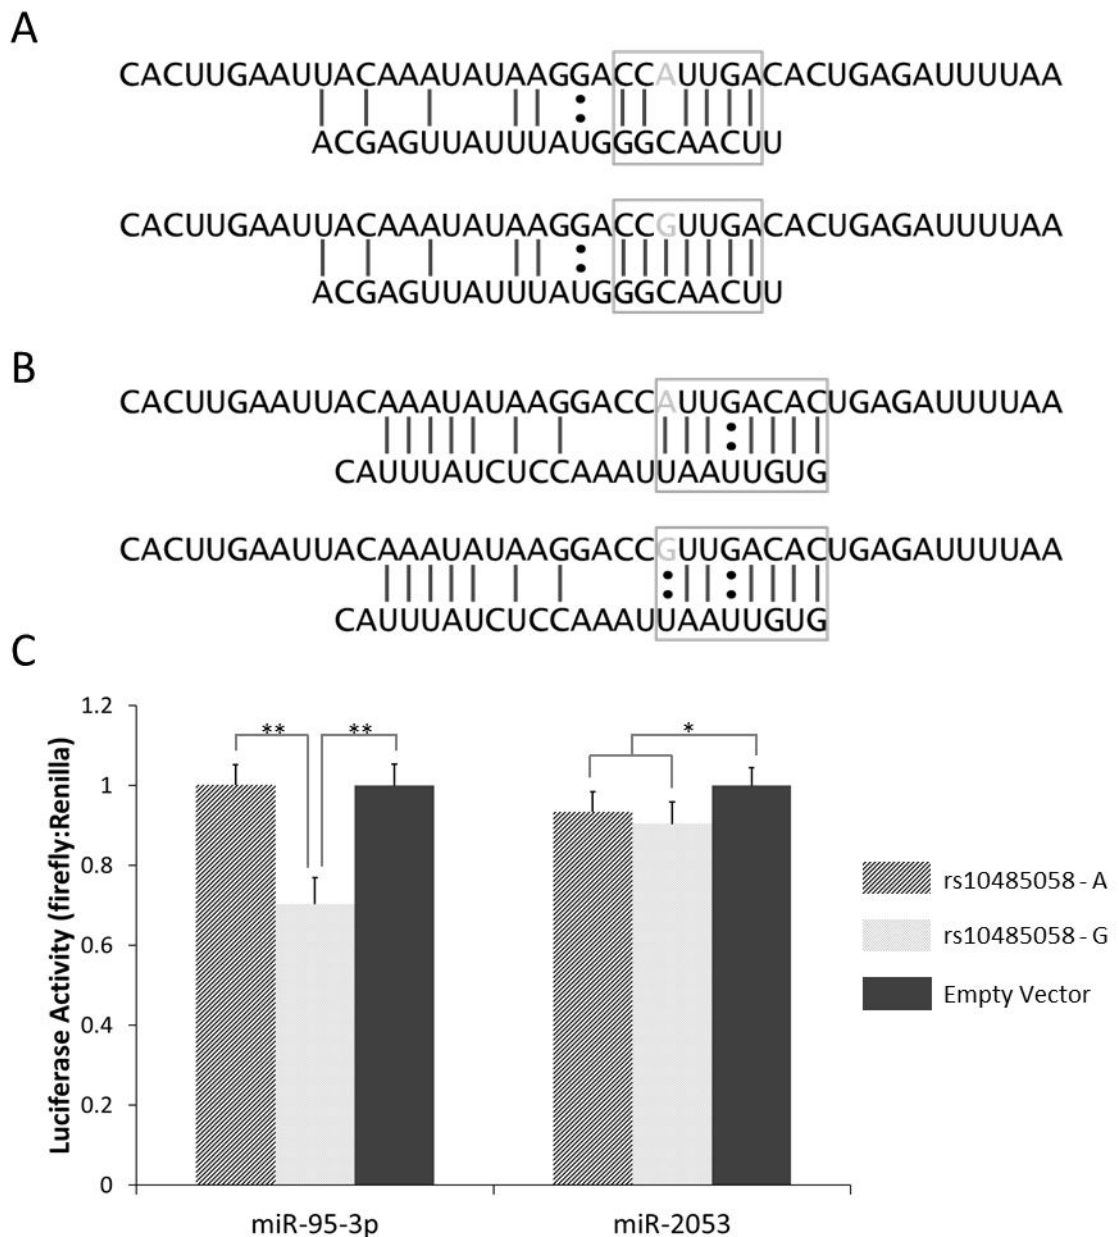 A
CACUUGAAUUACAAAUAUAAGGACCAUUGACACUGAGAUUUUAA
ACGAGUUAUUUAUGGGCAACUU
CACUUGAAUUACAAAUAUAAGGACCGUUGACACUGAGAUUUUAA
ACGAGUUAUUUAUGGGCAACUU
B
CACUUGAAUUACAAAUAUAAGGACCAUUGACACUGAGAUUUUAA
CAUUUAUCUCCAAAUUAAUUGUG
CACUUGAAUUACAAAUAUAAGGACCGUUGACACUGAGAUUUUAA
CAUUUAUCUCCAAAUUAAUUGUG
C
Luciferase Activity (firefly:Renilla)
1.2
1
0.8
0.6
0.4
0.2
0
** ** *
miR-95-3p miR-2053
rs10485058 - A
rs10485058 - G
Empty Vector